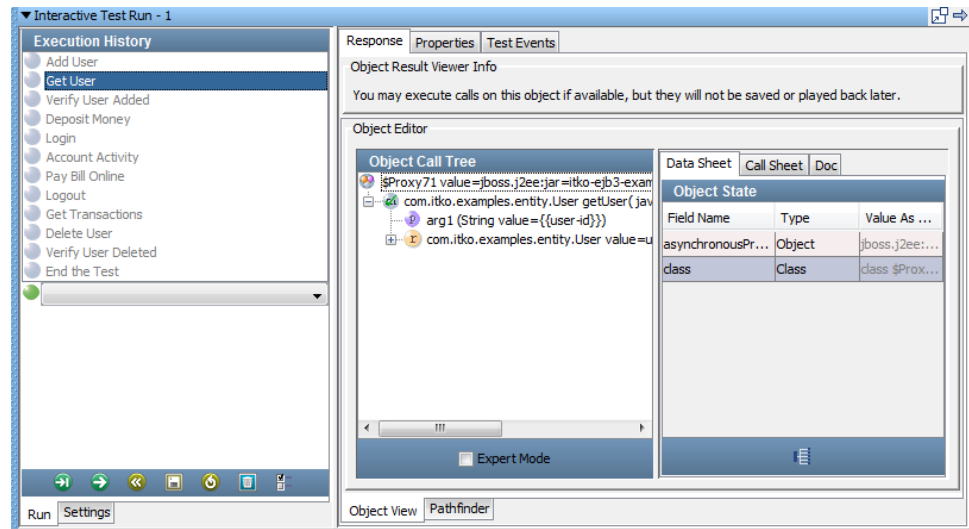 Interactive Test Run - 1
Execution History
Add User
Get User
Verify User Added
Deposit Money
Login
Account Activity
Pay Bill Online
Logout
Get Transactions
Delete User
Verify User Deleted
End the Test
Run Settings
Response Properties Test Events
Object Result Viewer Info
You may execute calls on this object if available, but they will not be saved or played back later.
Object Editor
Object Call Tree
$Proxy71 value=jboss.j2ee:jar=itko-ejb3-exam
com.itko.examples.entity.User getUser( jav
arg1 (String value={{user-id}})
com.itko.examples.entity.User value=u
Expert Mode
Data Sheet Call Sheet Doc
Object State
Field Name Type Value As ...
asynchronousPr... Object jboss.j2ee:...
class Class class $Prox...
Object View Pathfinder